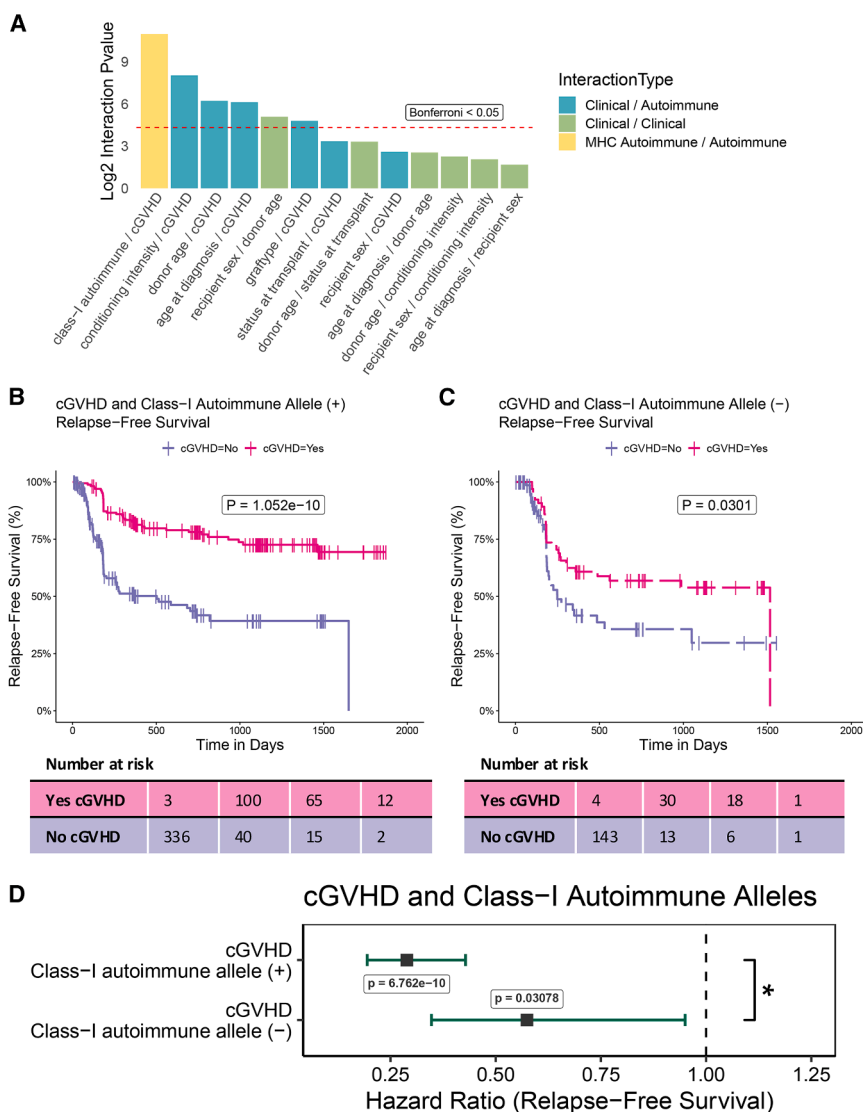 A
Log2 Interaction Pvalue
9
6
3
0
Bonferroni < 0.05
class−I autoimmune / cGVHD
conditioning intensity / cGVHD
donor age / cGVHD
age at diagnosis / cGVHD
recipient sex / donor age
graftype / cGVHD
status at transplant / cGVHD
donor age / status at transplant
recipient sex / cGVHD
age at diagnosis / donor age
donor age / conditioning intensity
recipient sex / conditioning intensity
age at diagnosis / recipient sex
InteractionType
Clinical / Autoimmune
Clinical / Clinical
MHC Autoimmune / Autoimmune
B
cGVHD and Class−I Autoimmune Allele (+)
Relapse−Free Survival
cGVHD=No cGVHD=Yes
P = 1.052e−10
Relapse−Free Survival (%)
100%
75%
50%
25%
0%
0 500 1000 1500 2000
Time in Days
Number at risk
Yes cGVHD 3 100 65 12
No cGVHD 336 40 15 2
C
cGVHD and Class−I Autoimmune Allele (−)
Relapse−Free Survival
cGVHD=No cGVHD=Yes
P = 0.0301
Relapse−Free Survival (%)
100%
75%
50%
25%
0%
0 500 1000 1500 2000
Time in Days
Number at risk
Yes cGVHD 4 30 18 1
No cGVHD 143 13 6 1
D
cGVHD and Class−I Autoimmune Alleles
cGVHD
Class−I autoimmune allele (+)
p = 6.762e−10
cGVHD
Class−I autoimmune allele (−)
p = 0.03078
*
0.25 0.50 0.75 1.00 1.25
Hazard Ratio (Relapse−Free Survival)